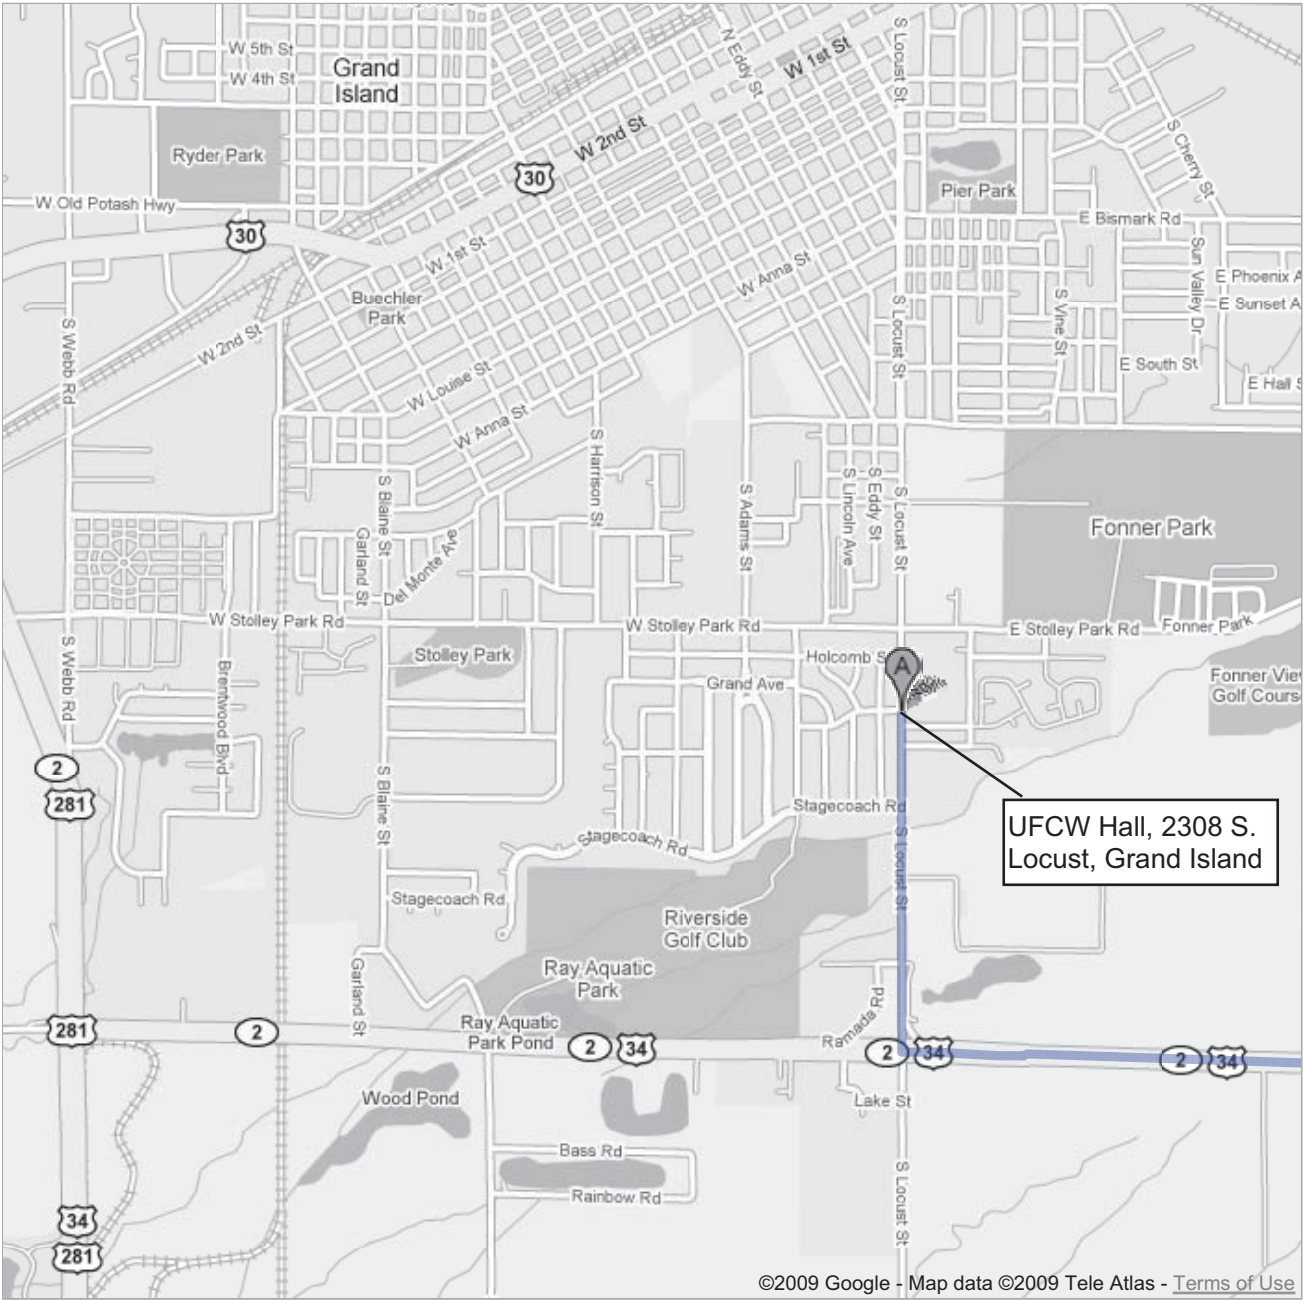 W 5th St
W 4th St
Grand
Island
N Eddy St
W 1st St
S Locust St
W 2nd St
30
Ryder Park
S Cherry St
Pier Park
W Old Potash Hwy
30
E Bismark Rd
W 1st St
W Anna St
Sun Valley Dr
E Phoenix A
E Sunset A
Buechler
Park
S Locust St
S Vine St
S Webb Rd
W 2nd St
E South St
E Hall S
W Louise St
W Anna St
S Harrison St
S Blaine St
S Adams St
S Lincoln Ave
S Eddy St
S Locust St
Fonner Park
Garland St
Del Monte Ave
W Stolley Park Rd
W Stolley Park Rd
E Stolley Park Rd
Fonner Park
S Webb Rd
Brentwood Blvd
Stolley Park
Holcomb S
A
Grand Ave
Fonner Vie
Golf Cours
2
281
S Blaine St
Stagecoach Rd
Stagecoach Rd
S Locust St
UFCW Hall, 2308 S.
Locust, Grand Island
Stagecoach Rd
Riverside
Golf Club
Garland St
Ray Aquatic
Park
Ramada Rd
281
2
Ray Aquatic
Park Pond
2
34
2
34
2
34
Wood Pond
Lake St
Bass Rd
Rainbow Rd
S Locust St
34
281
©2009 Google - Map data ©2009 Tele Atlas - Terms of Use